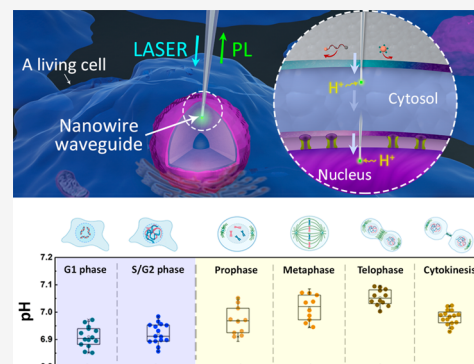 LASER
PL
A living cell
Nanowire
waveguide
H⁺
Cytosol
H⁺
Nucleus
7.2
G1 phase
S/G2 phase
Prophase
Metaphase
Telophase
Cytokinesis
7.1
pH
7.0
6.9